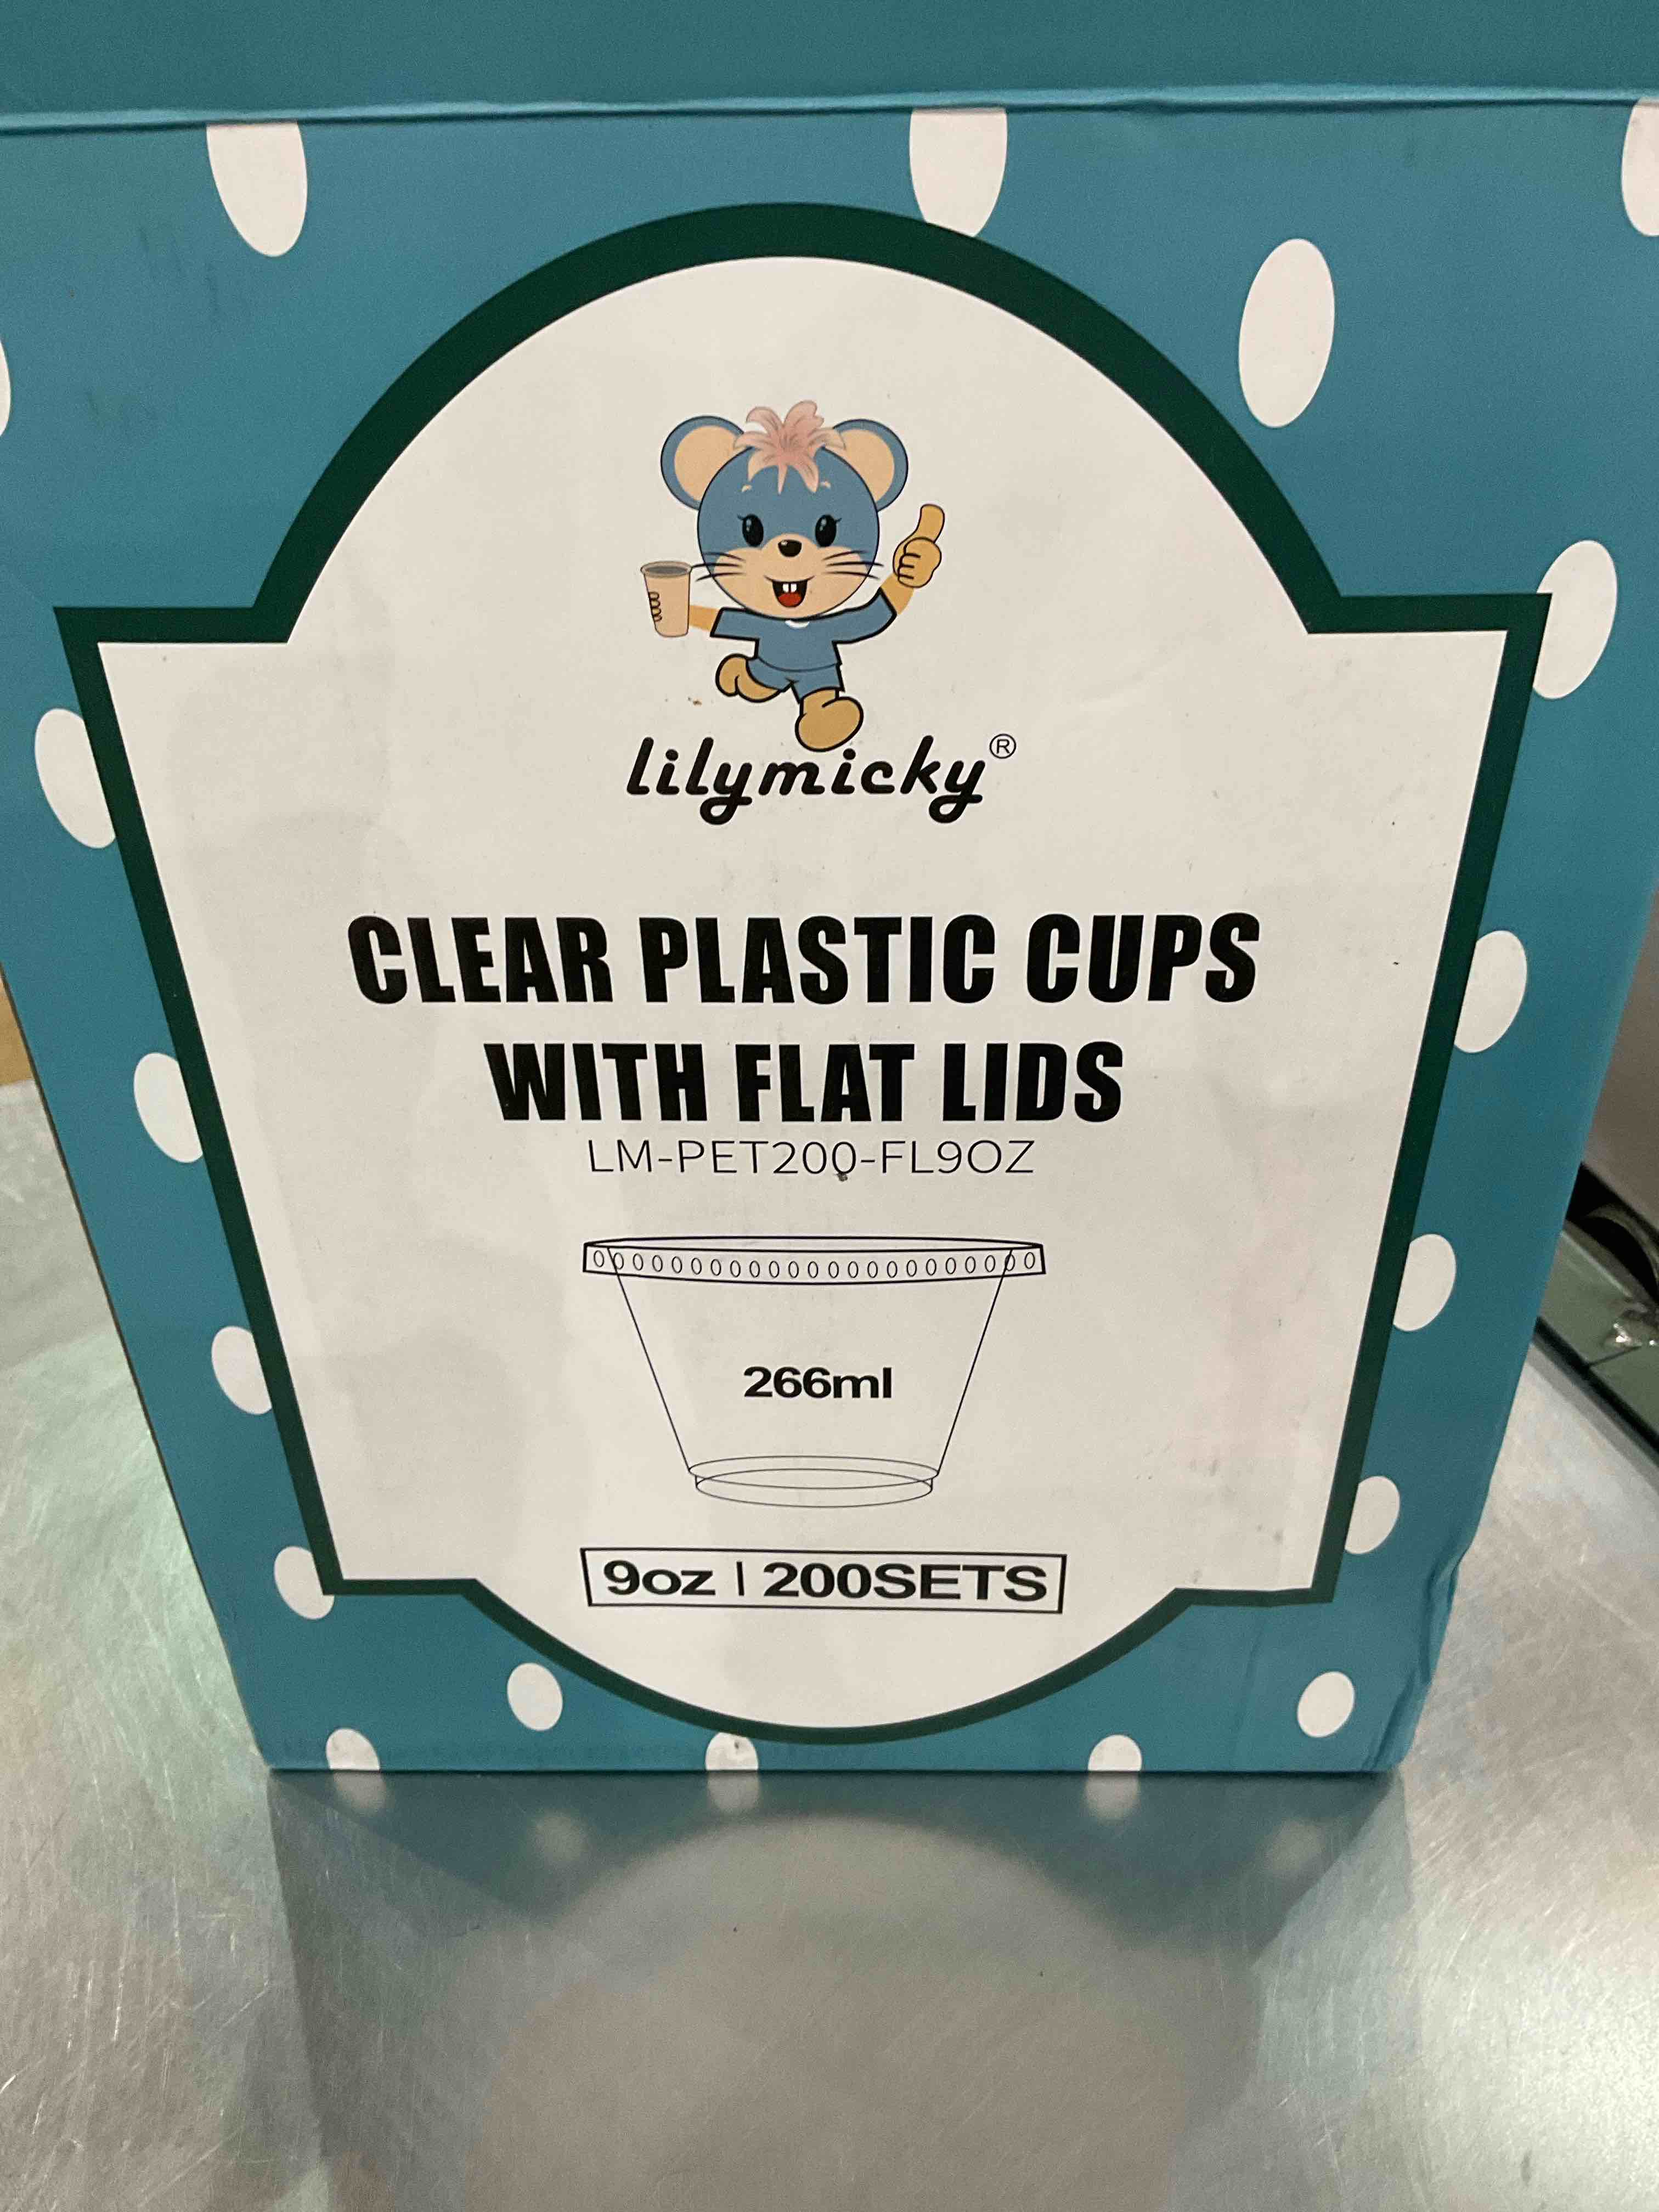 lilymicky®
CLEAR PLASTIC CUPS
WITH FLAT LIDS
LM-PET200-FL9OZ
266ml
9oz | 200SETS